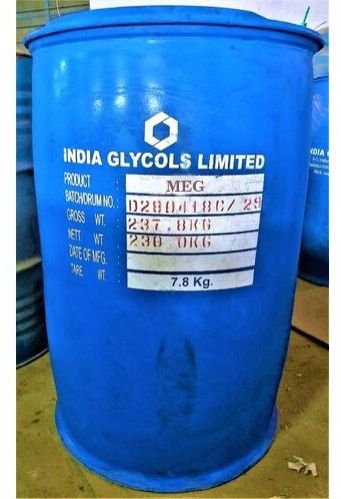 INDIA GLYCOLS LIMITED
PRODUCT : MEG
BATCH/DRUM NO. : D280418C/ 29
GROSS WT. : 237.8KG
NETT WT : 230.0KG
DATE OF MFG. :
TARE WT. : 7.8 Kg.
INDIA G